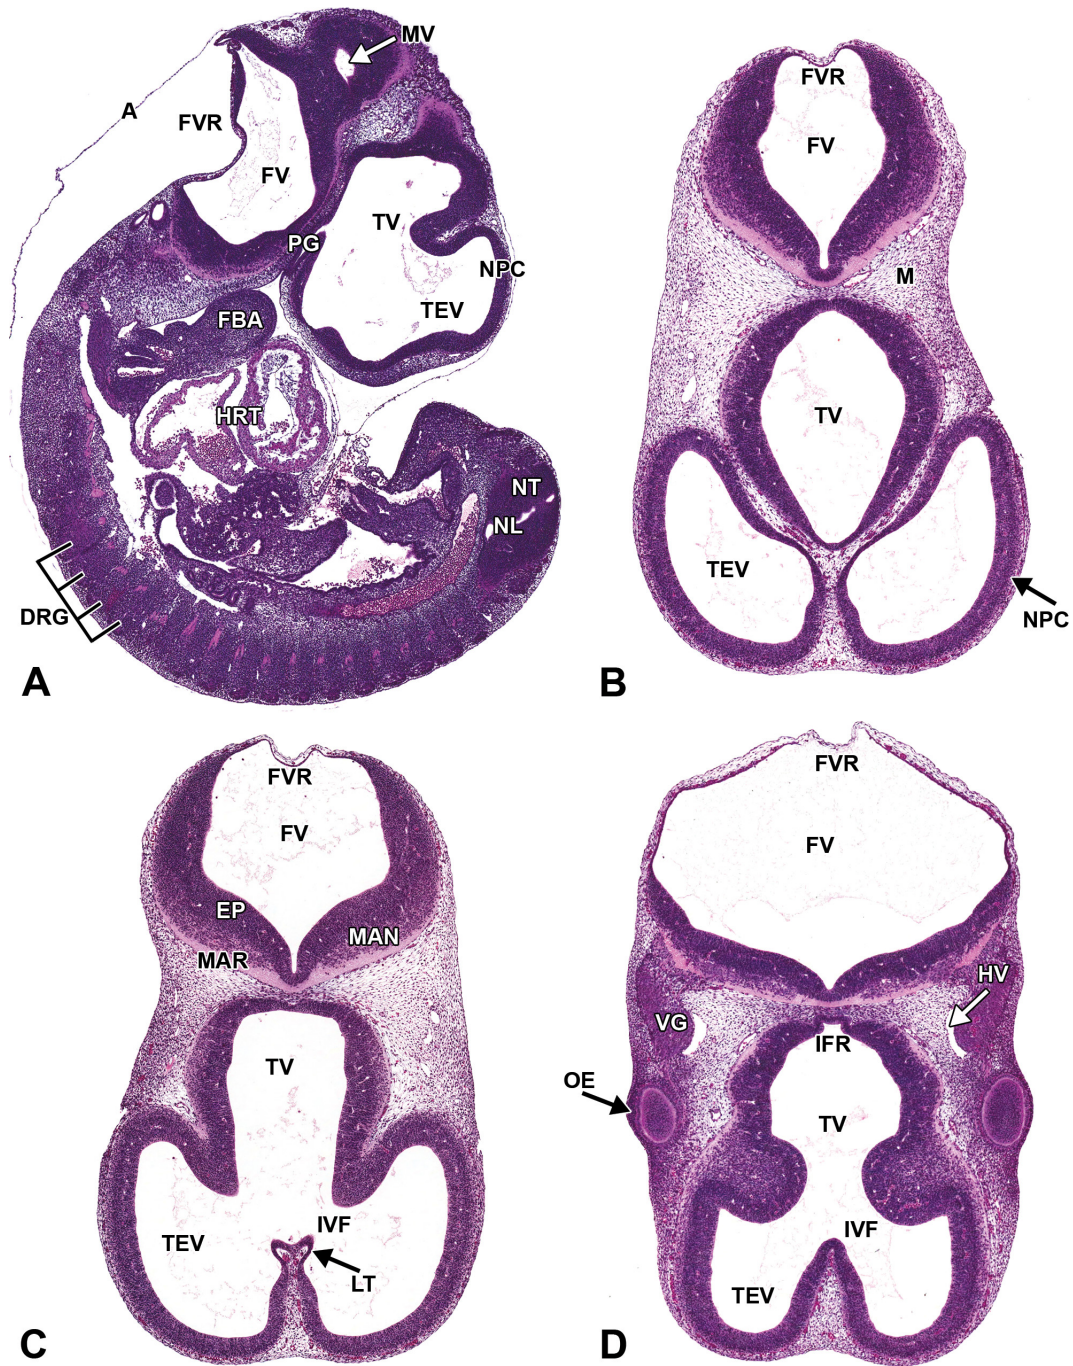 MV
A
FVR
FV
TV
PG
NPC
TEV
FBA
HRT
NT
NL
DRG
A
FVR
FV
M
TV
TEV
NPC
B
FVR
FV
EP
MAN
MAR
TV
IVF
TEV
LT
C
FVR
FV
HV
VG
IFR
OE
TV
IVF
TEV
D